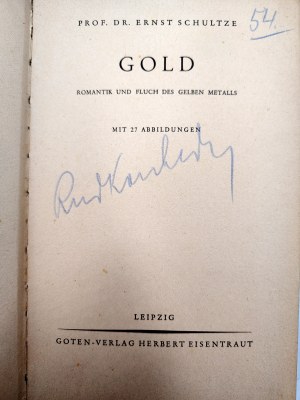 PROF. DR. ERNST SCHULTZE
54.
GOLD
ROMANTIK UND FLUCH DES GELBEN METALLS
MIT 27 ABBILDUNGEN
LEIPZIG
GOTEN-VERLAG HERBERT EISENTRAUT